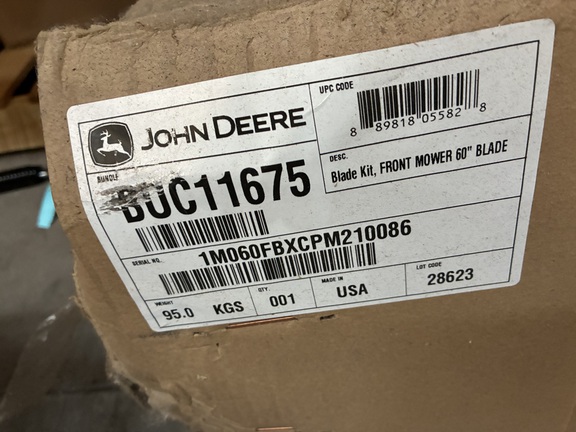 JOHN DEERE
UPC CODE
8 89818 05582 8
BUNDLE
BUC11675
DESC.
Blade Kit, FRONT MOWER 60" BLADE
SERIAL NO.
1M060FBXCPM210086
WEIGHT
95.0 KGS
QTY.
001
MADE IN
USA
LOT CODE
28623